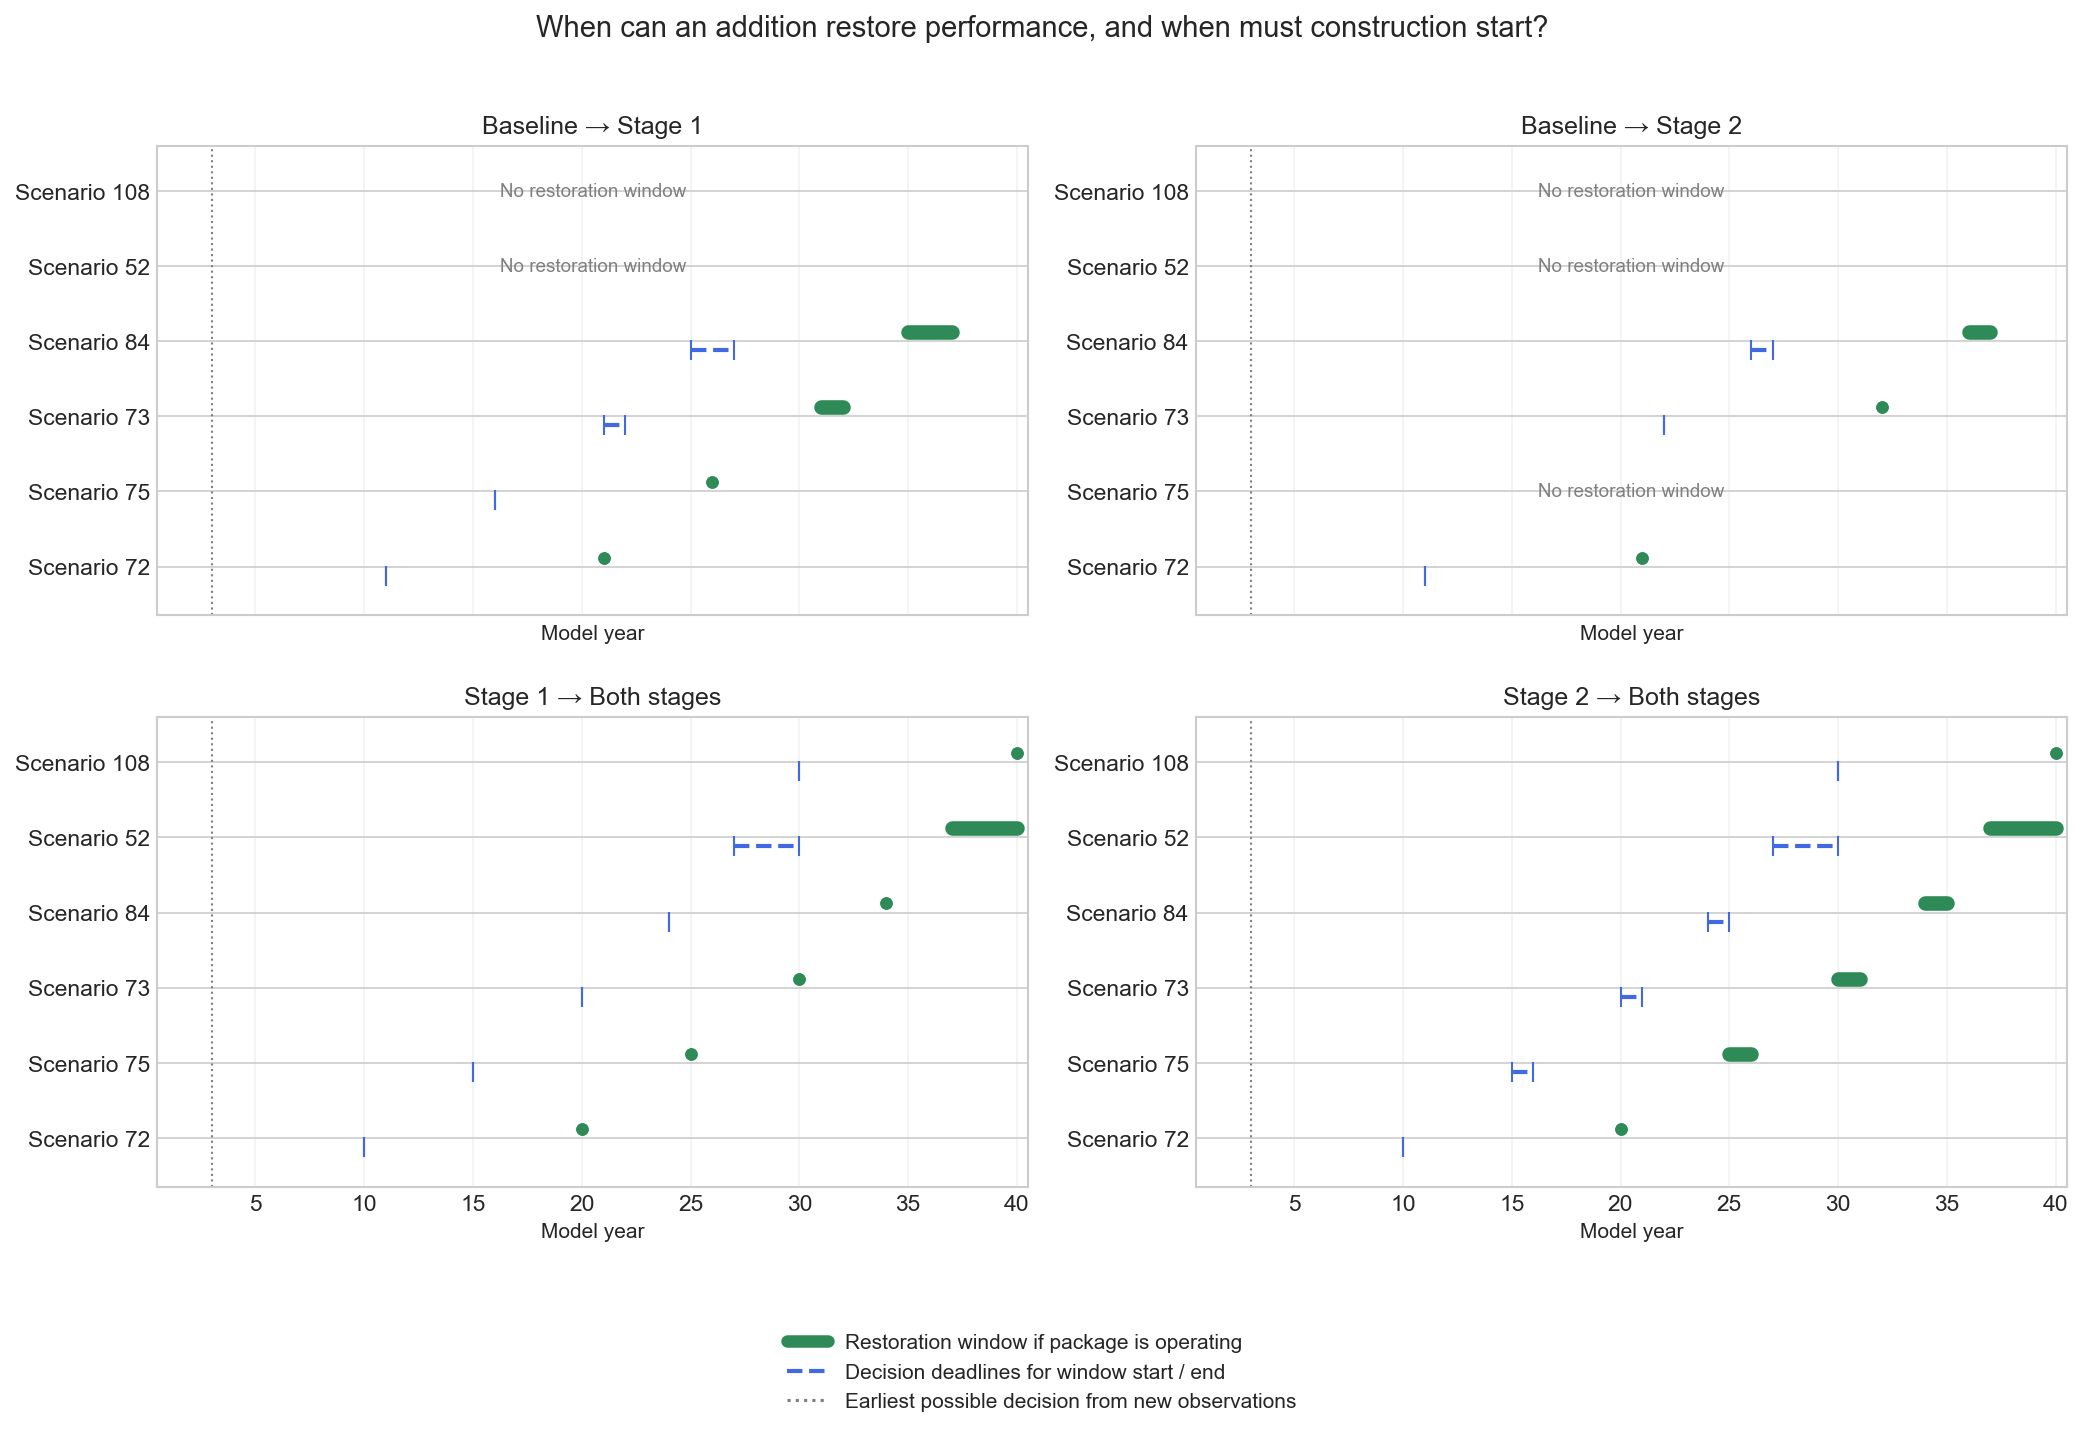 When can an addition restore performance, and when must construction start?
Baseline → Stage 1
Scenario 108
No restoration window
Scenario 52
No restoration window
Scenario 84
Scenario 73
Scenario 75
Scenario 72
Model year
Baseline → Stage 2
Scenario 108
No restoration window
Scenario 52
No restoration window
Scenario 84
Scenario 73
Scenario 75
No restoration window
Scenario 72
Model year
Stage 1 → Both stages
Scenario 108
Scenario 52
Scenario 84
Scenario 73
Scenario 75
Scenario 72
5 10 15 20 25 30 35 40
Model year
Stage 2 → Both stages
Scenario 108
Scenario 52
Scenario 84
Scenario 73
Scenario 75
Scenario 72
5 10 15 20 25 30 35 40
Model year
Restoration window if package is operating
Decision deadlines for window start / end
Earliest possible decision from new observations